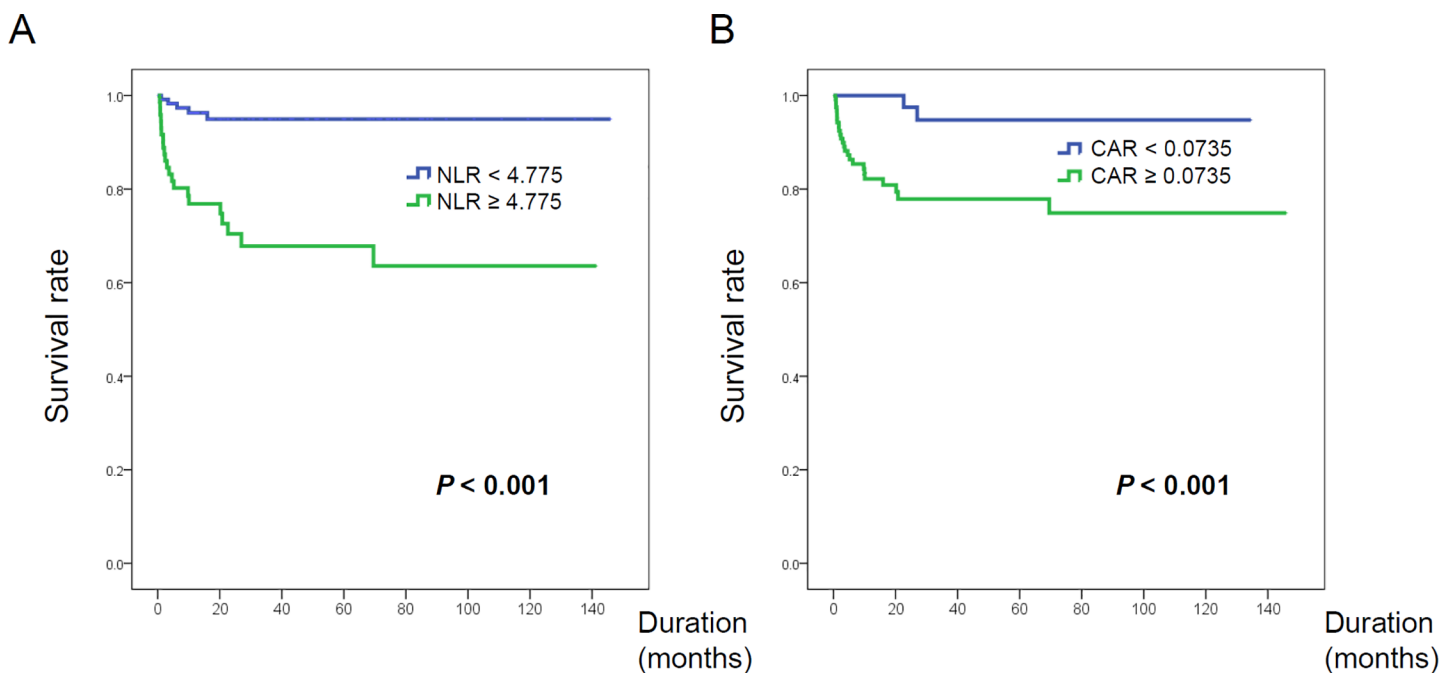 A
B
1.0
0.8
0.6
0.4
0.2
0.0
Survival rate
NLR < 4.775
NLR ≥ 4.775
P < 0.001
0 20 40 60 80 100 120 140
Duration
(months)
1.0
0.8
0.6
0.4
0.2
0.0
Survival rate
CAR < 0.0735
CAR ≥ 0.0735
P < 0.001
0 20 40 60 80 100 120 140
Duration
(months)